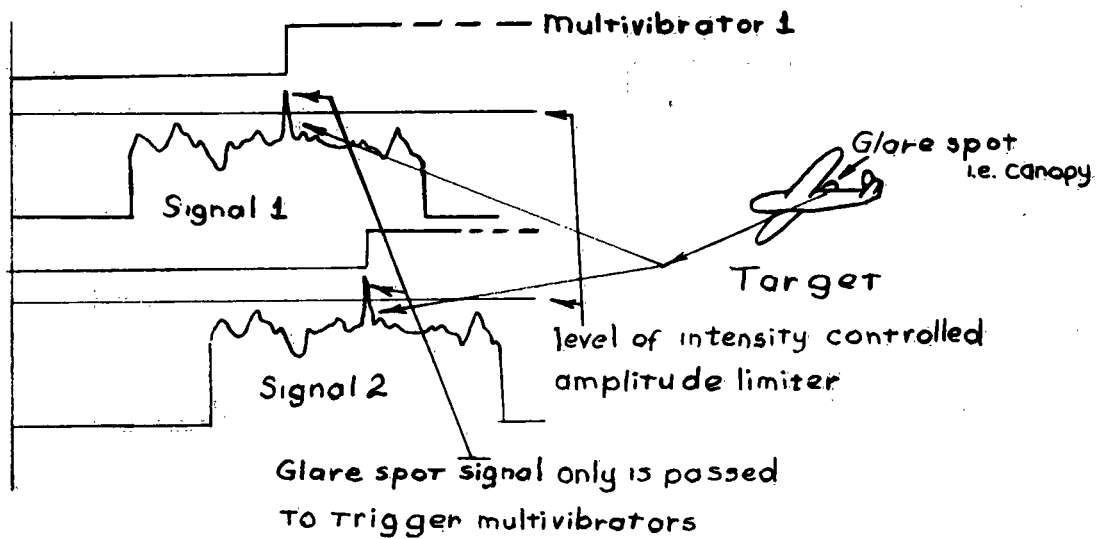 Multivibrator 1
Glare spot
i.e. canopy
Signal 1
Target
level of intensity controlled
amplitude limiter
Signal 2
Glare spot signal only is passed
To Trigger multivibrators